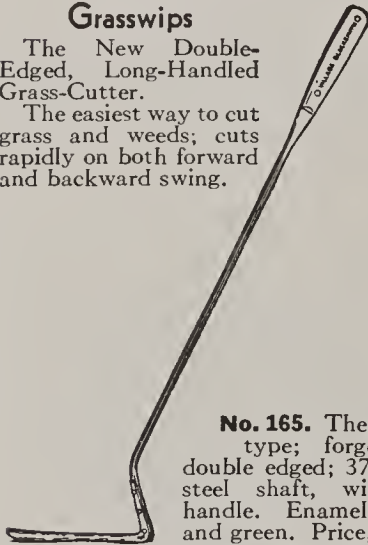 Grasswips
The New Double-
Edged, Long-Handled
Grass-Cutter.
The easiest way to cut
grass and weeds; cuts
rapidly on both forward
and backward swing.
VILLAGE BLACKSMITH
No. 165. The
type;
double edged; 37
steel shaft,
handle. Enamel
and green. Price,